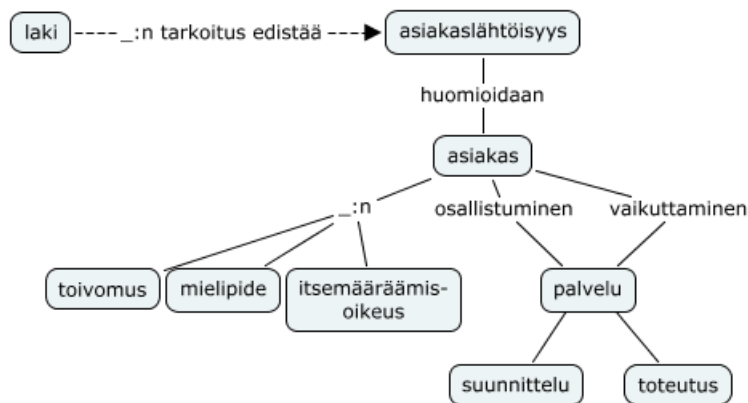 laki _:n tarkoitus edistää asiakaslähtöisyys
huomioidaan
asiakas
_:n osallistuminen vaikuttaminen
toivomus mielipide itsemääräämis-
oikeus
palvelu
suunnittelu toteutus